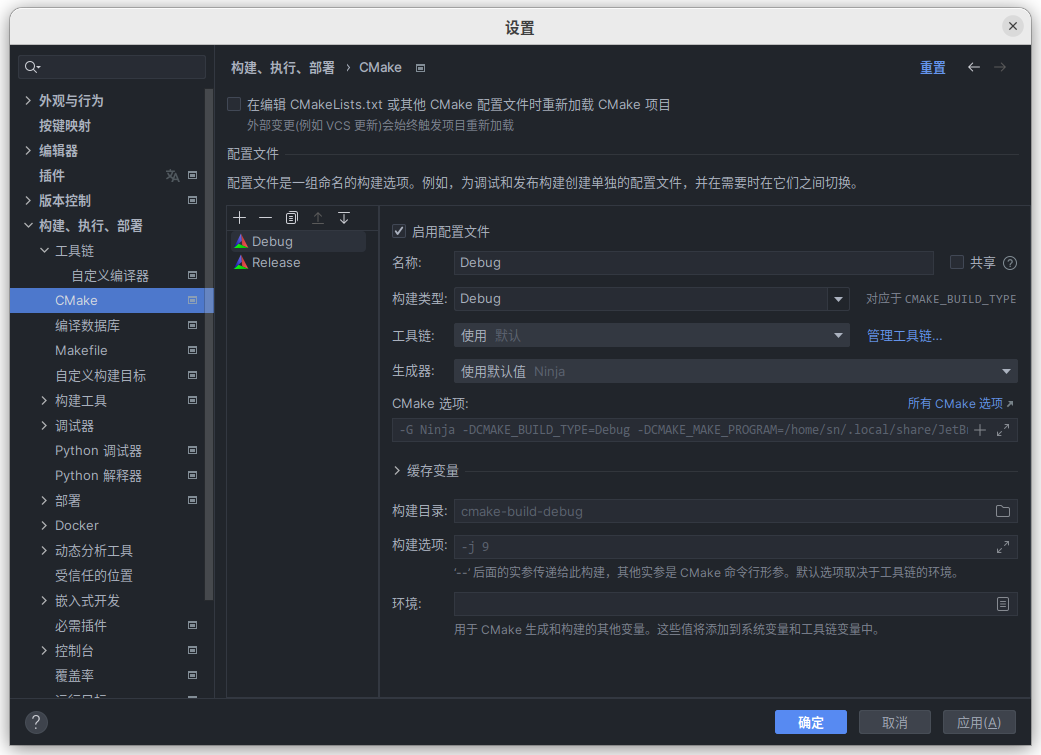 设置
构建、执行、部署 › CMake
重置
外观与行为
按键映射
编辑器
插件
版本控制
构建、执行、部署
工具链
自定义编译器
CMake
编译数据库
Makefile
自定义构建目标
构建工具
调试器
Python 调试器
Python 解释器
部署
Docker
动态分析工具
受信任的位置
嵌入式开发
必需插件
控制台
覆盖率
在编辑 CMakeLists.txt 或其他 CMake 配置文件时重新加载 CMake 项目
外部变更(例如 VCS 更新)会始终触发项目重新加载
配置文件
配置文件是一组命名的构建选项。例如，为调试和发布构建创建单独的配置文件，并在需要时在它们之间切换。
Debug
Release
启用配置文件
名称: Debug 共享
构建类型: Debug 对应于 CMAKE_BUILD_TYPE
工具链: 使用 默认 管理工具链...
生成器: 使用默认值 Ninja
CMake 选项: 所有 CMake 选项
-G Ninja -DCMAKE_BUILD_TYPE=Debug -DCMAKE_MAKE_PROGRAM=/home/sn/.local/share/JetBr
缓存变量
构建目录: cmake-build-debug
构建选项: -j 9
'--' 后面的实参传递给此构建，其他实参是 CMake 命令行形参。默认选项取决于工具链的环境。
环境:
用于 CMake 生成和构建的其他变量。这些值将添加到系统变量和工具链变量中。
?
确定 取消 应用(A)